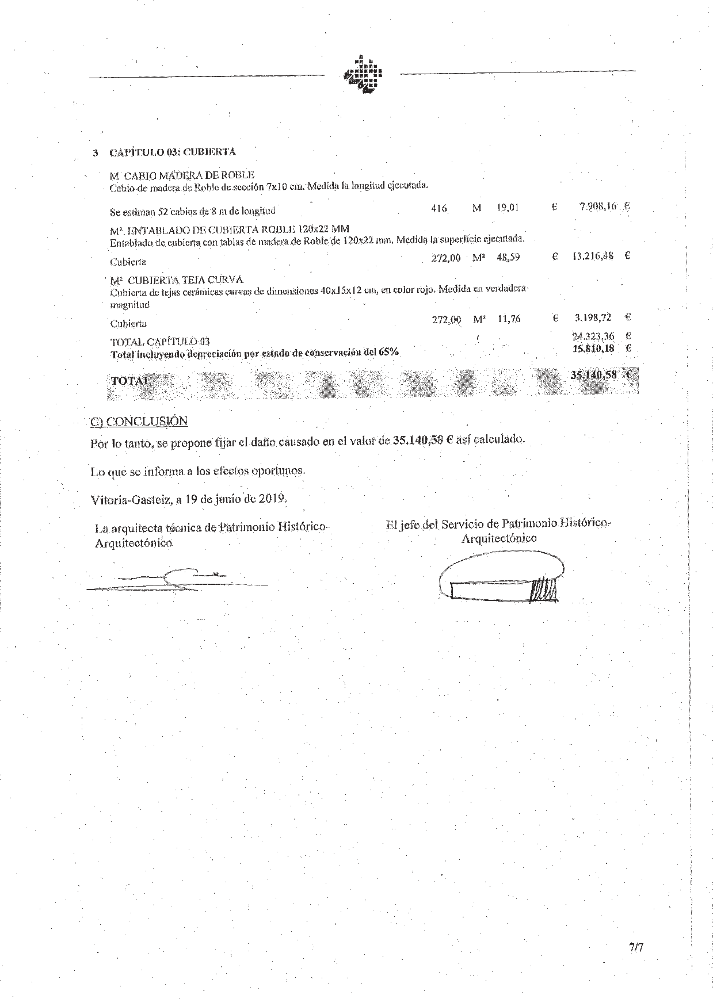 3 CAPÍTULO 03: CUBIERTA
M CABIO MADERA DE ROBLE
Cabio de madera de Roble de sección 7x10 cm. Medida la longitud ejecutada.
Se estiman 52 cabios de 8 m de longitud 416 M 19,01 € 7.908,16 €
M². ENTABLADO DE CUBIERTA ROBLE 120x22 MM
Entablado de cubierta con tablas de madera de Roble de 120x22 mm. Medida la superficie ejecutada.
Cubierta 272,00 M² 48,59 € 13.216,48 €
M² CUBIERTA TEJA CURVA
Cubierta de tejas cerámicas curvas de dimensiones 40x15x12 cm, en color rojo. Medida en verdadera
magnitud
Cubierta 272,00 M² 11,76 € 3.198,72 €
TOTAL CAPÍTULO 03 24.323,36 €
Total incluyendo depreciación por estado de conservación del 65% 15.810,18 €
TOTAL 35.140,58 €
C) CONCLUSIÓN
Por lo tanto, se propone fijar el daño causado en el valor de 35.140,58 € así calculado.
Lo que se informa a los efectos oportunos.
Vitoria-Gasteiz, a 19 de junio de 2019.
La arquitecta técnica de Patrimonio Histórico-
Arquitectónico
El jefe del Servicio de Patrimonio Histórico-
Arquitectónico
7/7